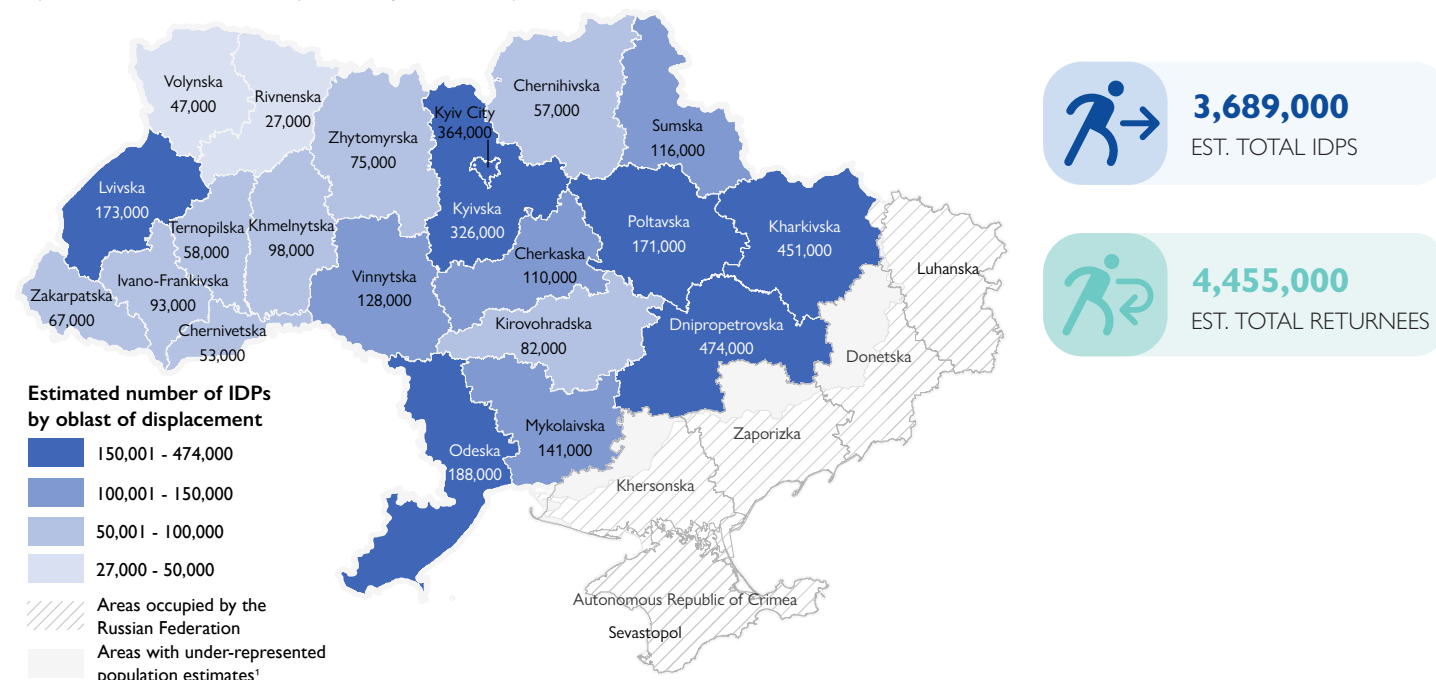 Volynska
47,000
Rivnenska
27,000
Zhytomyrska
75,000
Kyiv City
364,000
Chernihivska
57,000
Sumska
116,000
Lvivska
173,000
Ternopilska
58,000
Khmelnytska
98,000
Kyivska
326,000
Poltavska
171,000
Kharkivska
451,000
Luhanska
Zakarpatska
67,000
Ivano-Frankivska
93,000
Chernivetska
53,000
Vinnytska
128,000
Cherkaska
110,000
Kirovohradska
82,000
Dnipropetrovska
474,000
Donetska
Odeska
188,000
Mykolaivska
141,000
Zaporizka
Khersonska
Autonomous Republic of Crimea
Sevastopol
Estimated number of IDPs
by oblast of displacement
150,001 - 474,000
100,001 - 150,000
50,001 - 100,000
27,000 - 50,000
Areas occupied by the
Russian Federation
Areas with under-represented
population estimates¹
3,689,000
EST. TOTAL IDPS
4,455,000
EST. TOTAL RETURNEES